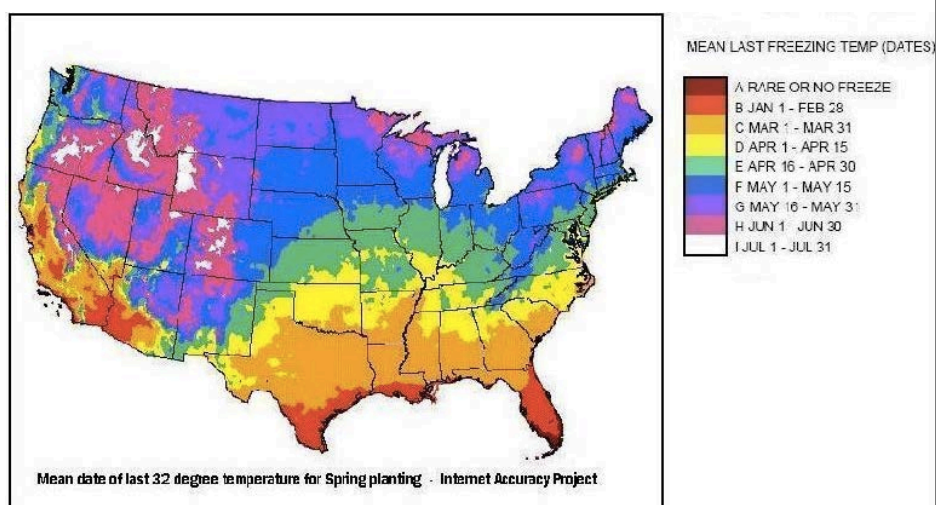 MEAN LAST FREEZING TEMP (DATES)
A RARE OR NO FREEZE
B JAN 1 - FEB 28
C MAR 1 - MAR 31
D APR 1 - APR 15
E APR 16 - APR 30
F MAY 1 - MAY 15
G MAY 16 - MAY 31
H JUN 1 - JUN 30
I JUL 1 - JUL 31
Mean date of last 32 degree temperature for Spring planting - Internet Accuracy Project